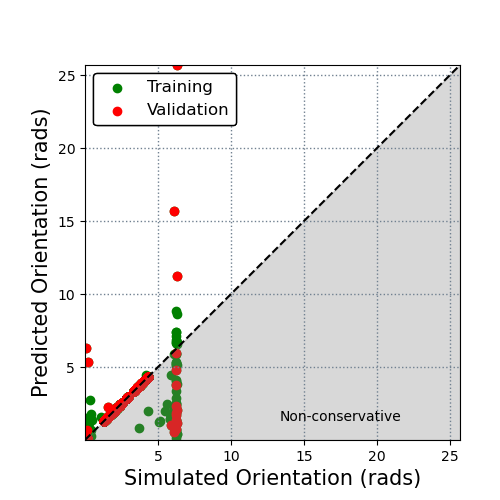 25
20
15
10
5
Predicted Orientation (rads)
Training
Validation
Non-conservative
5
10
15
20
25
Simulated Orientation (rads)